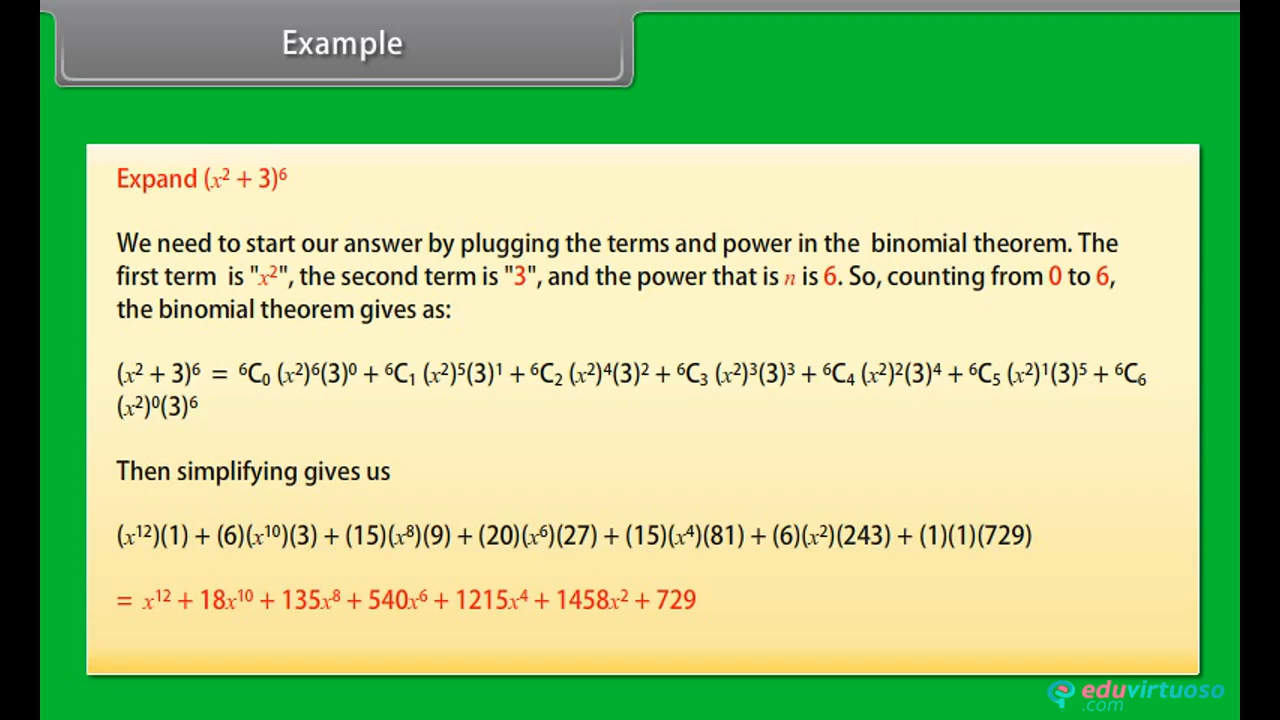 Example
Expand (x² + 3)⁶
We need to start our answer by plugging the terms and power in the binomial theorem. The
first term is "x²", the second term is "3", and the power that is n is 6. So, counting from 0 to 6,
the binomial theorem gives as:
(x² + 3)⁶ = ⁶C₀ (x²)⁶(3)⁰ + ⁶C₁ (x²)⁵(3)¹ + ⁶C₂ (x²)⁴(3)² + ⁶C₃ (x²)³(3)³ + ⁶C₄ (x²)²(3)⁴ + ⁶C₅ (x²)¹(3)⁵ + ⁶C₆
(x²)⁰(3)⁶
Then simplifying gives us
(x¹²)(1) + (6)(x¹⁰)(3) + (15)(x⁸)(9) + (20)(x⁶)(27) + (15)(x⁴)(81) + (6)(x²)(243) + (1)(1)(729)
= x¹² + 18x¹⁰ + 135x⁸ + 540x⁶ + 1215x⁴ + 1458x² + 729
eduvirtuoso
.com